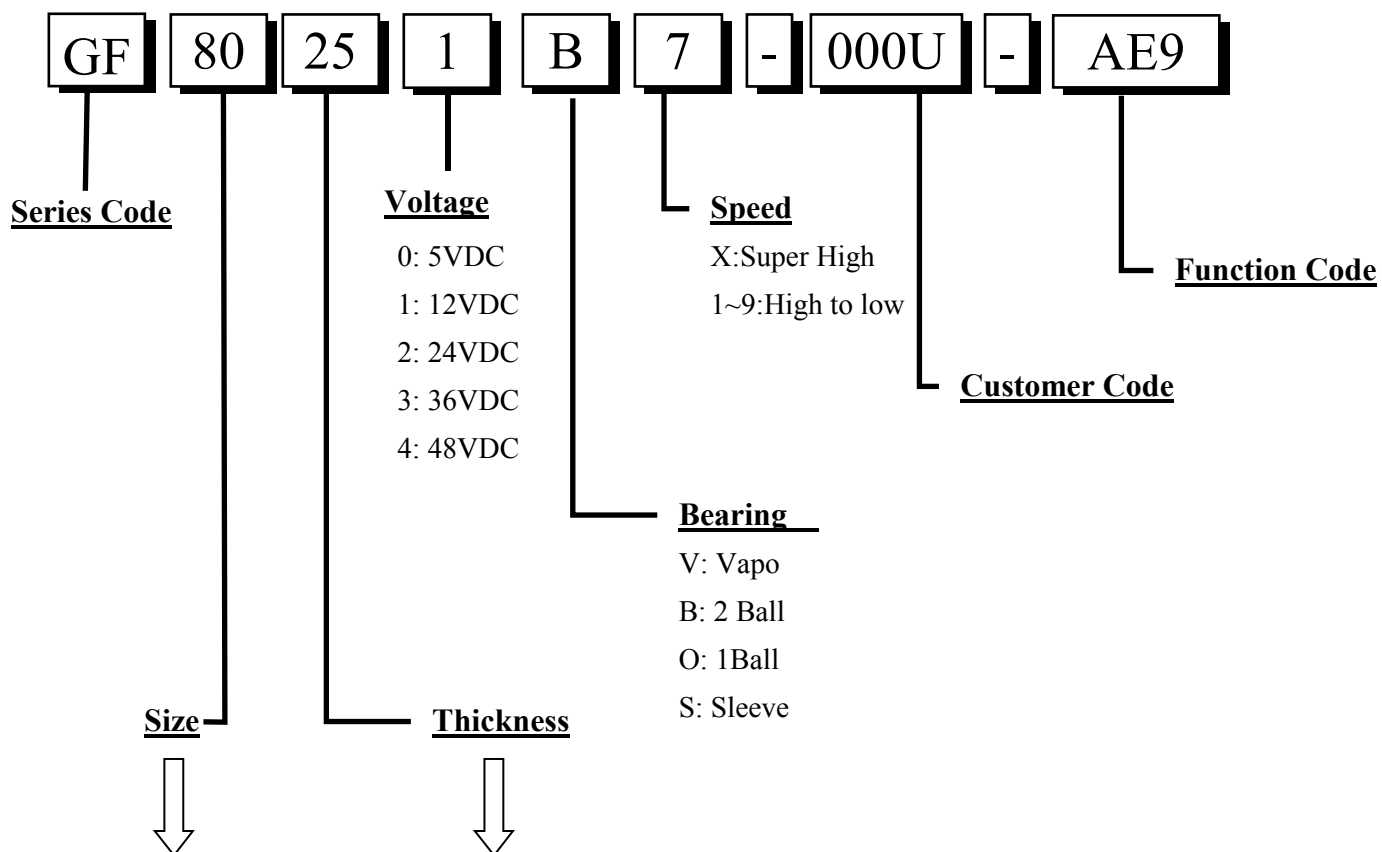 GF 80 25 1 B 7 - 000U - AE9
Series Code
Voltage
0: 5VDC
1: 12VDC
2: 24VDC
3: 36VDC
4: 48VDC
Speed
X:Super High
1~9:High to low
Function Code
Customer Code
Bearing
V: Vapo
B: 2 Ball
O: 1Ball
S: Sleeve
Size
Thickness